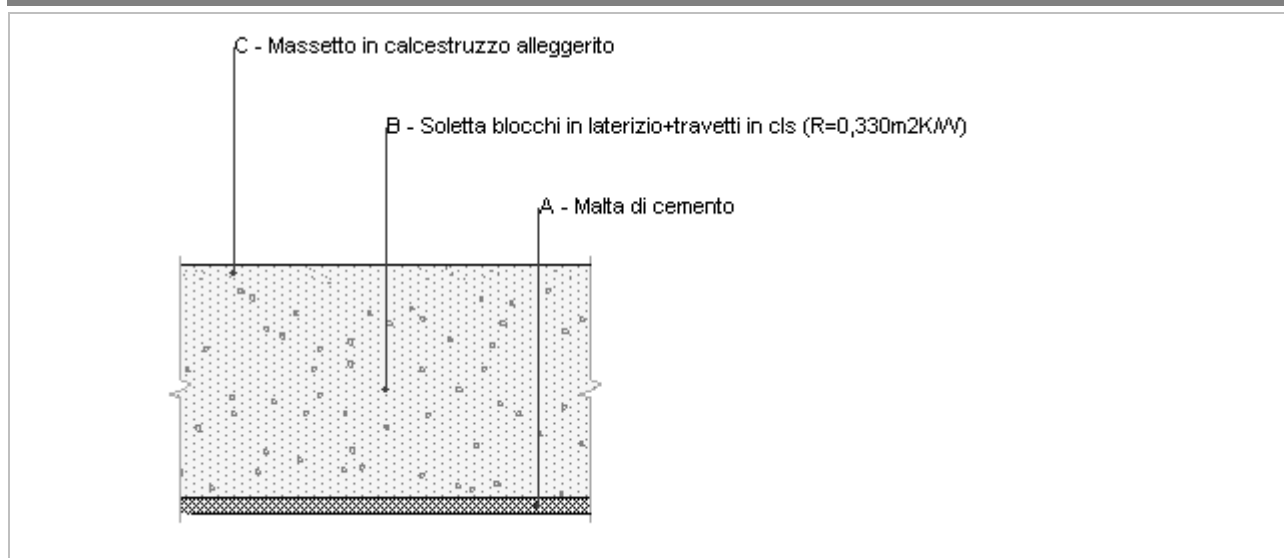 C - Massetto in calcestruzzo alleggerito
B - Soletta blocchi in laterizio+travetti in cls (R=0,330m2K/W)
A - Malta di cemento